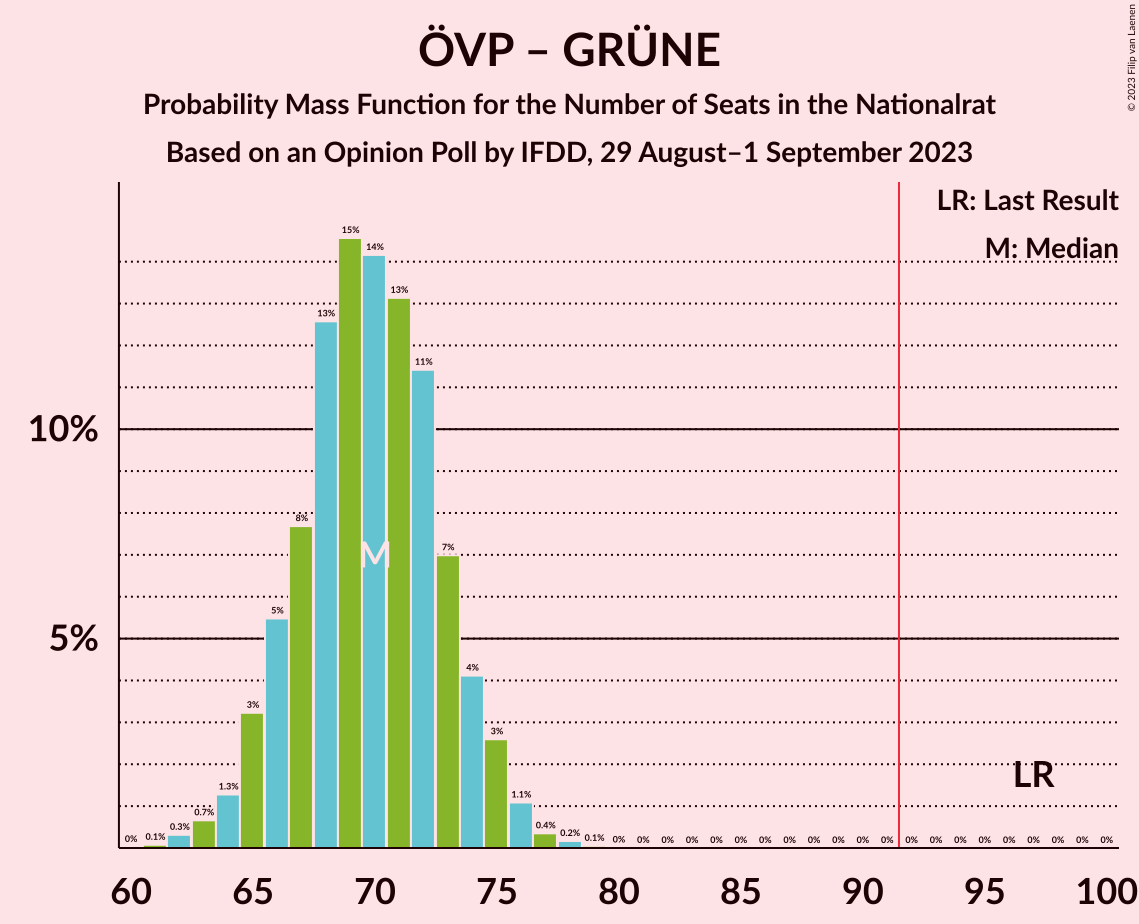 ÖVP – GRÜNE
Probability Mass Function for the Number of Seats in the Nationalrat
Based on an Opinion Poll by IFDD, 29 August–1 September 2023
© 2023 Filip van Laenen
LR: Last Result
M: Median
10%
5%
0% 0.1% 0.3% 0.7% 1.3% 3% 5% 8% 13% 15% 14% 13% 11% 7% 4% 3% 1.1% 0.4% 0.2% 0.1% 0% 0% 0% 0% 0% 0% 0% 0% 0% 0% 0% 0% 0% 0% 0% 0% 0% 0% 0% 0% 0%
M
LR
60 65 70 75 80 85 90 95 100